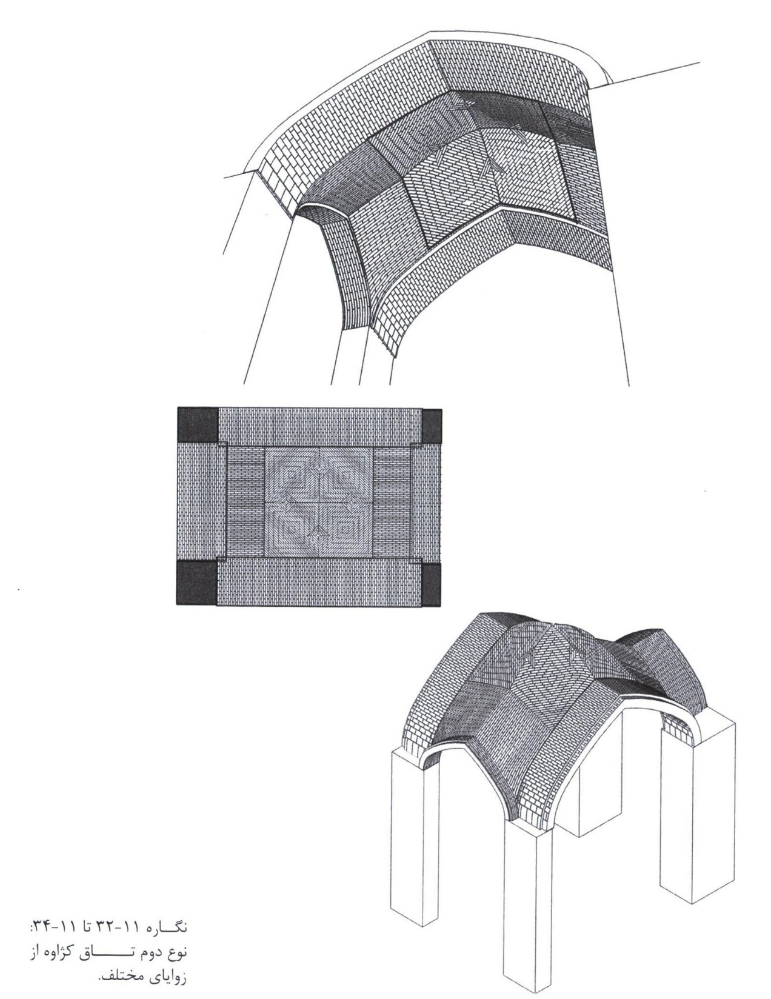 نگاره ۱۱-۳۲ تا ۱۱-۳۴:
نوع دوم تاق کژاوه از
زوایای مختلف.